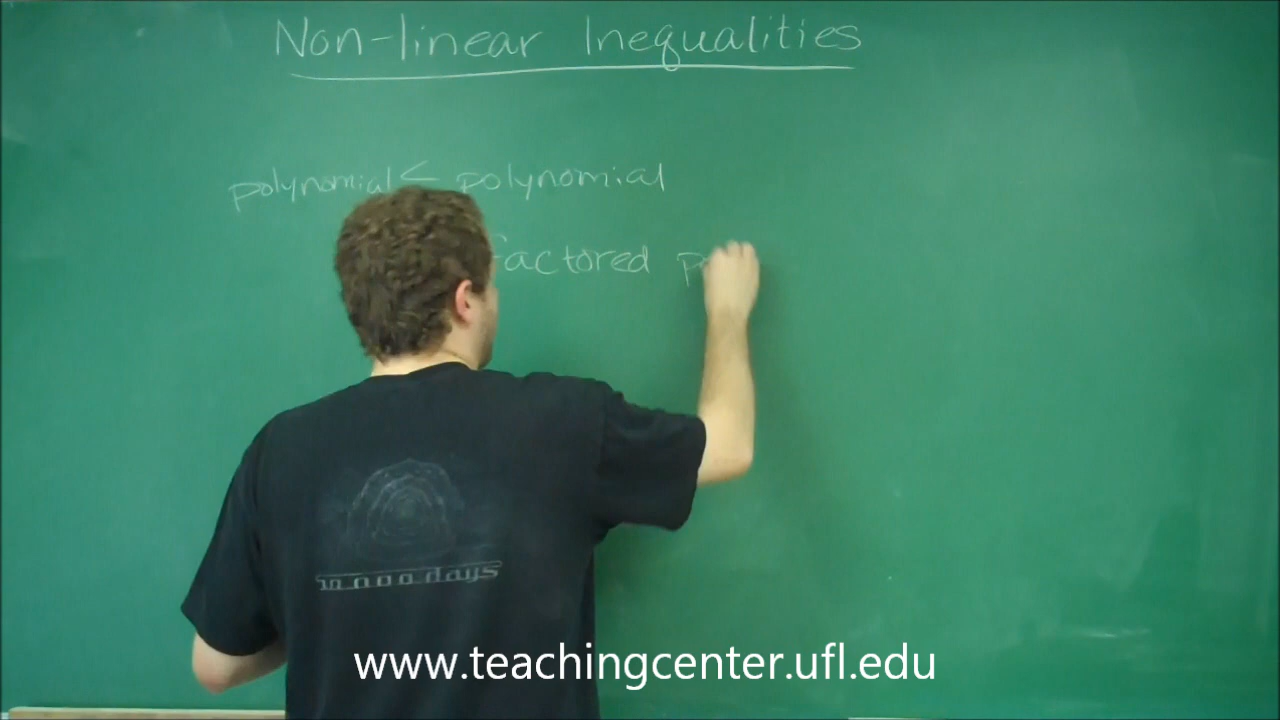 Non-linear Inequalities
polynomial < polynomial
factored
10,000 days
www.teachingcenter.ufl.edu